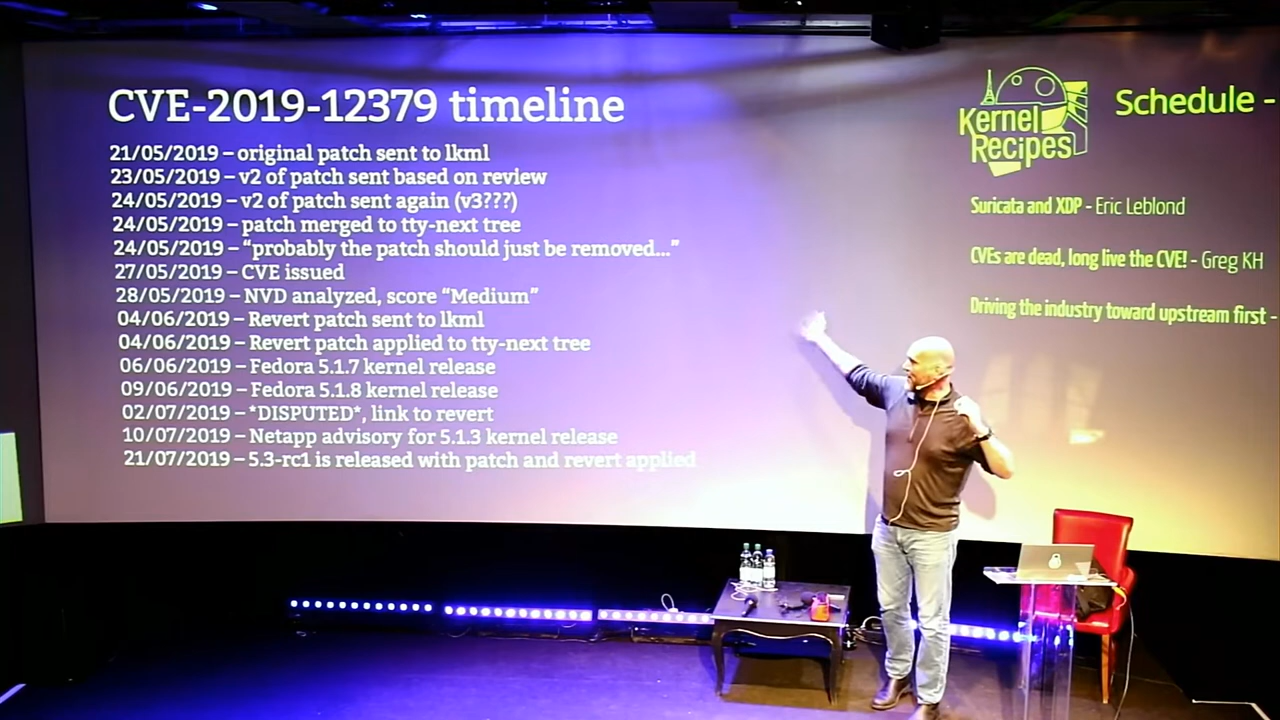 CVE-2019-12379 timeline
21/05/2019 – original patch sent to lkml
23/05/2019 – v2 of patch sent based on review
24/05/2019 – v2 of patch sent again (v3???)
24/05/2019 – patch merged to tty-next tree
24/05/2019 – “probably the patch should just be removed...”
27/05/2019 – CVE issued
28/05/2019 – NVD analyzed, score “Medium”
04/06/2019 – Revert patch sent to lkml
04/06/2019 – Revert patch applied to tty-next tree
06/06/2019 – Fedora 5.1.7 kernel release
09/06/2019 – Fedora 5.1.8 kernel release
02/07/2019 – *DISPUTED*, link to revert
10/07/2019 – Netapp advisory for 5.1.3 kernel release
21/07/2019 – 5.3-rc1 is released with patch and revert applied
Kernel
Recipes
Schedule -
Suricata and XDP - Eric Leblond
CVEs are dead, long live the CVE! - Greg KH
Driving the industry toward upstream first -